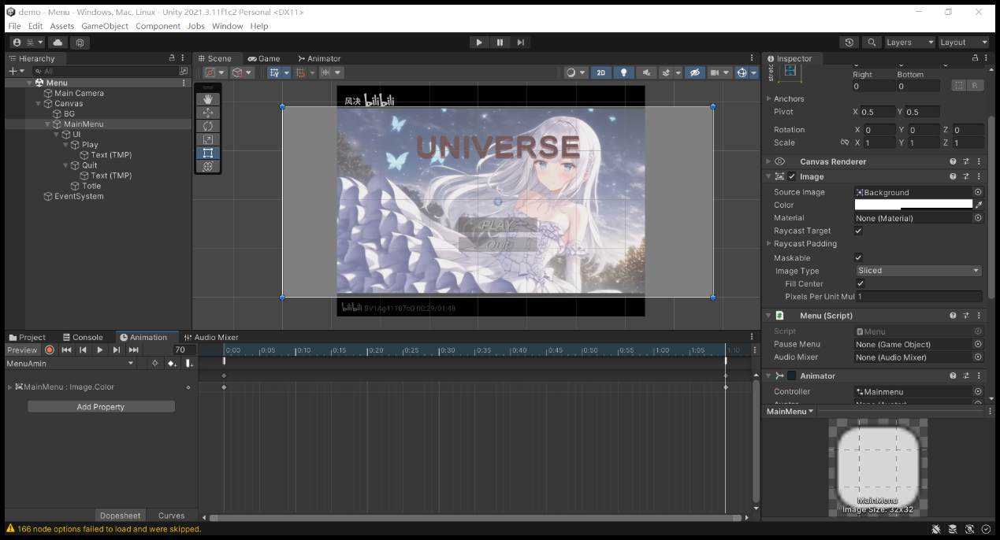 demo - Menu - Windows, Mac, Linux - Unity 2021.3.11f1c2 Personal <DX11>
File Edit Assets GameObject Component Jobs Window Help
吴
Layers
Layout
Hierarchy
All
Menu
Main Camera
Canvas
BG
MainMenu
UI
Play
Text (TMP)
Quit
Text (TMP)
Totle
EventSystem
Scene Game Animator
2D
风决 bilibili
UNIVERSE
PLAY
Quit
bilibili BV1Ag41187cQ 00:29/01:48
Inspector
stretc
Right Bottom
0 0
R
Anchors
Pivot X 0.5 Y 0.5
Rotation X 0 Y 0 Z 0
Scale X 1 Y 1 Z 1
Canvas Renderer
Image
Source Image Background
Color
Material None (Material)
Raycast Target
Raycast Padding
Maskable
Image Type Sliced
Fill Center
Pixels Per Unit Mul 1
Menu (Script)
Script Menu
Pause Menu None (Game Object)
Audio Mixer None (Audio Mixer)
Animator
Controller Mainmenu
Avatar None (Avatar)
MainMenu
MainMenu
Image Size: 32x32
Project Console Animation Audio Mixer
Preview 70 0:00 0:05 0:10 0:15 0:20 0:25 0:30 0:35 0:40 0:45 0:50 0:55 1:00 1:05 1:10
MenuAmin
MainMenu : Image.Color
Add Property
Dopesheet Curves
166 node options failed to load and were skipped.